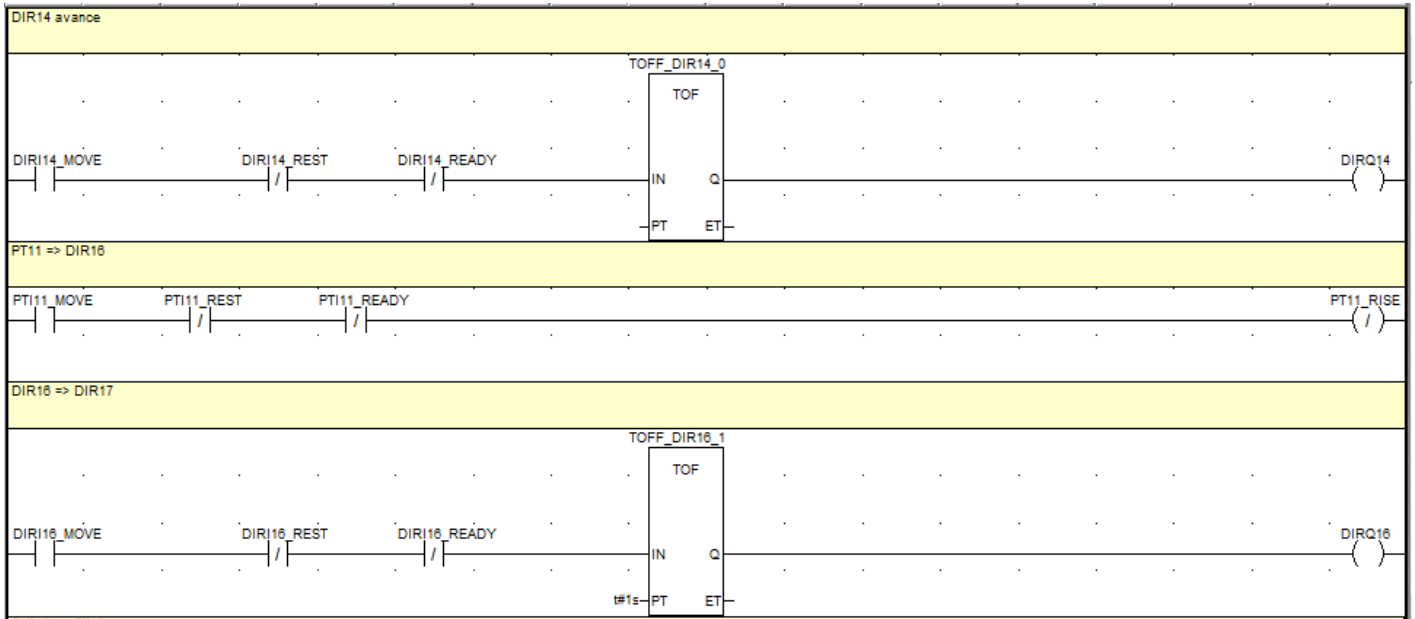 DIR14 avance
TOFF_DIR14_0
TOF
DIRI14_MOVE DIRI14_REST DIRI14_READY DIRQ14
/ /
IN Q
PT ET
PT11 => DIR16
PTI11_MOVE PTI11_REST PTI11_READY PT11_RISE
/ / /
DIR16 => DIR17
TOFF_DIR16_1
TOF
DIRI16_MOVE DIRI16_REST DIRI16_READY DIRQ16
/ /
IN Q
t#1s PT ET